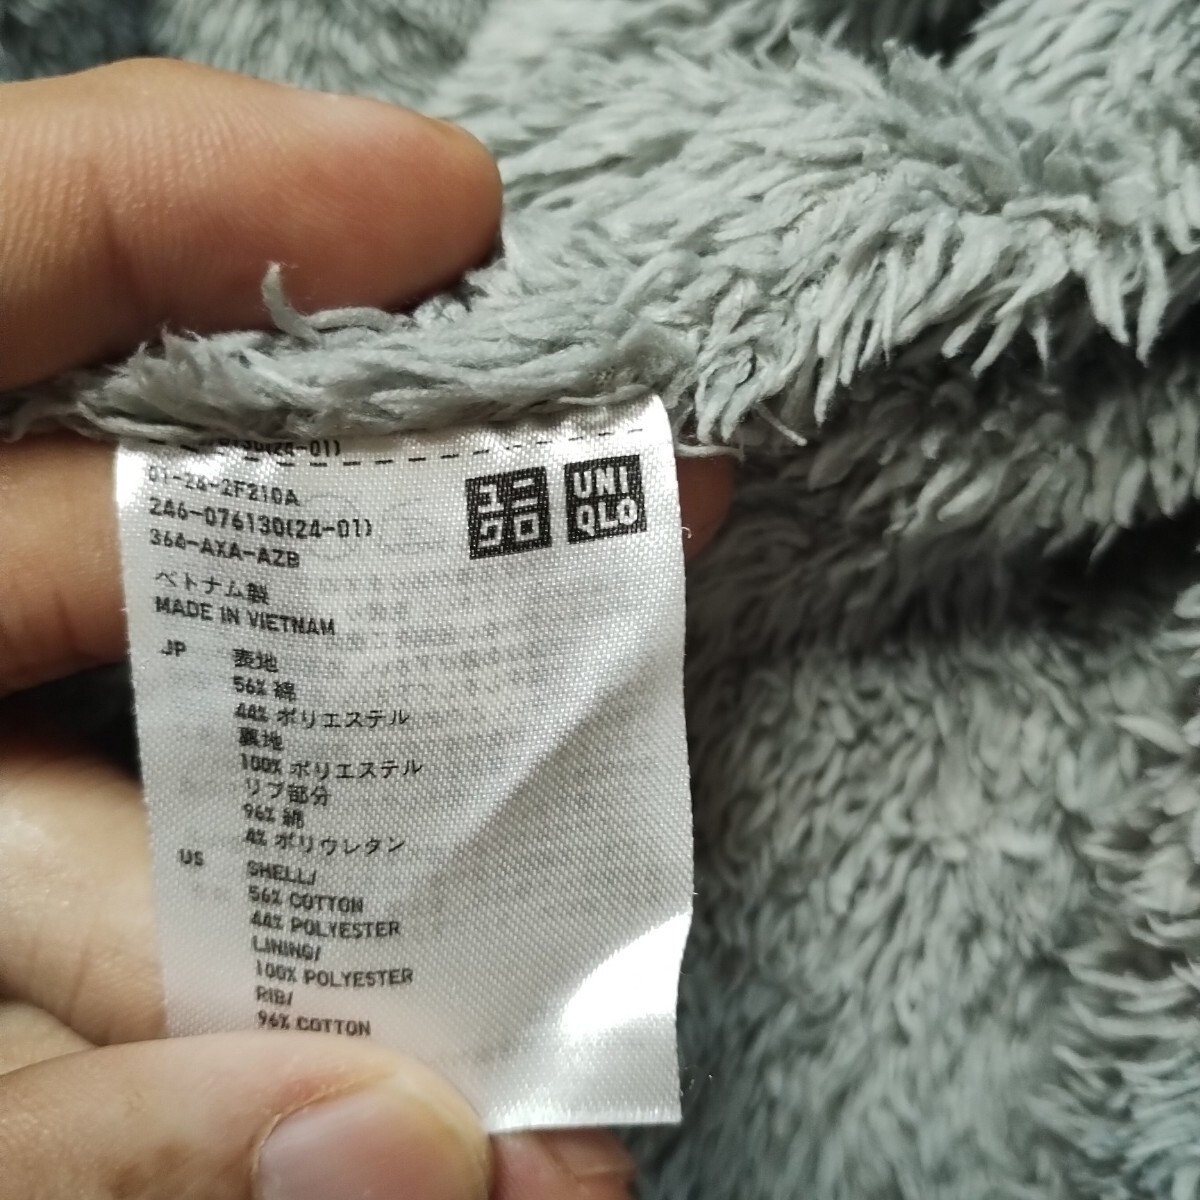 6130(24-01)
01-24-2F210A
246-076130(24-01)
364-AXA-AZB
ユニクロ
UNIQLO
ベトナム製
MADE IN VIETNAM
JP 表地
56% 綿
44% ポリエステル
裏地
100% ポリエステル
リブ部分
96% 綿
4% ポリウレタン
US SHELL/
56% COTTON
44% POLYESTER
LINING/
100% POLYESTER
RIB/
96% COTTON